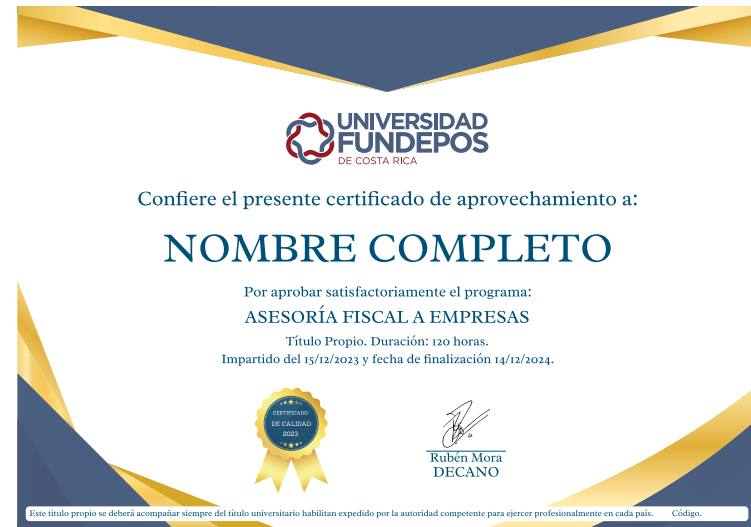 UNIVERSIDAD
FUNDEPOS
DE COSTA RICA
Confiere el presente certificado de aprovechamiento a:
NOMBRE COMPLETO
Por aprobar satisfactoriamente el programa:
ASESORÍA FISCAL A EMPRESAS
Título Propio. Duración: 120 horas.
Impartido del 15/12/2023 y fecha de finalización 14/12/2024.
CERTIFICADO
DE CALIDAD
2023
Rubén Mora
DECANO
Este título propio se deberá acompañar siempre del título universitario habilitan expedido por la autoridad competente para ejercer profesionalmente en cada país. Código.